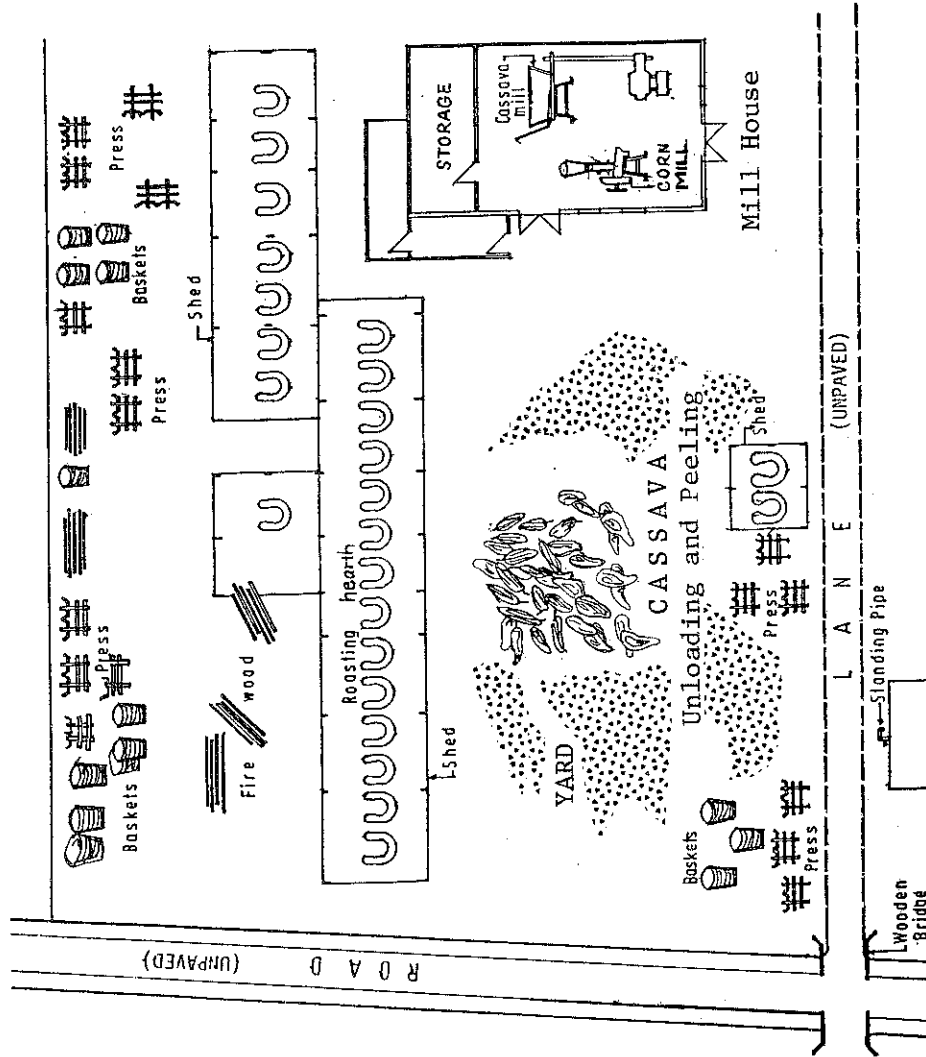 Baskets
Press
Press
Baskets
Press
ROAD (UNPAVED)
Fire wood
Shed
Roasting hearth
Shed
STORAGE
Cassava
mill
CORN
MILL
Mill House
YARD
CASSAVA
Unloading and Peeling
Baskets
Press
Press
Shed
LANE (UNPAVED)
Standing Pipe
Wooden
Bridge